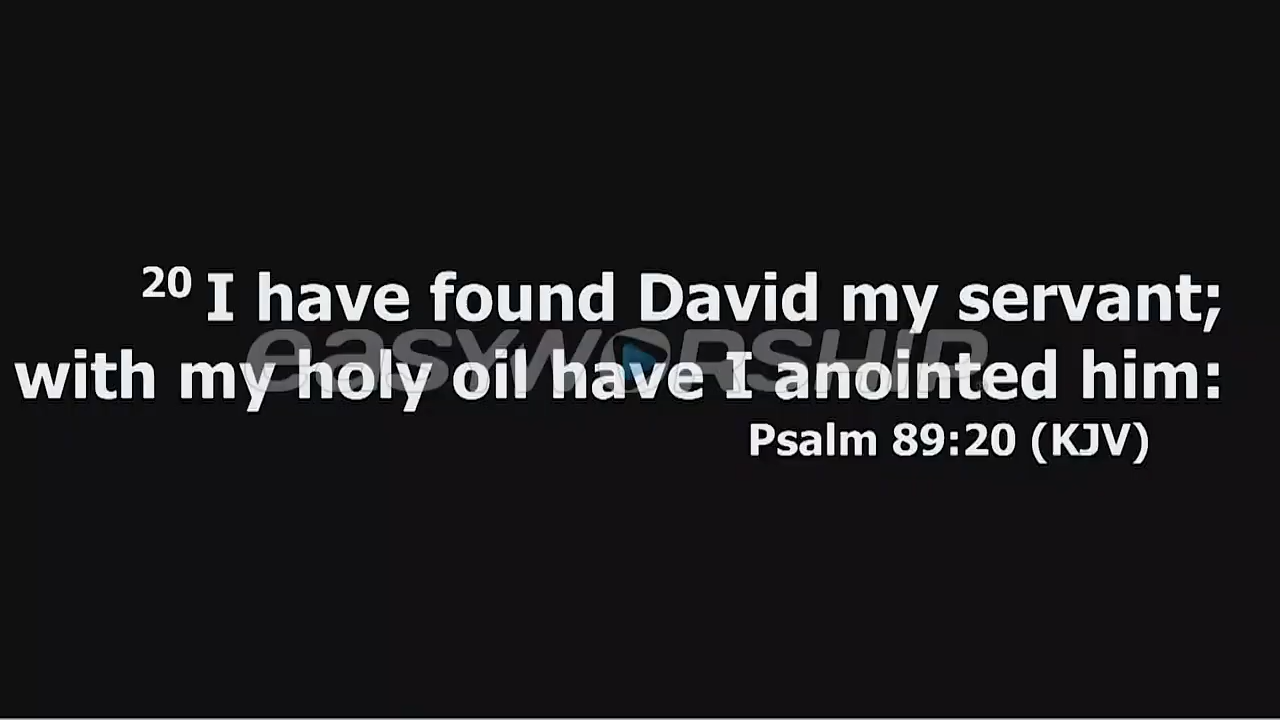 20 I have found David my servant;
with my holy oil have I anointed him:
easyworship
Psalm 89:20 (KJV)